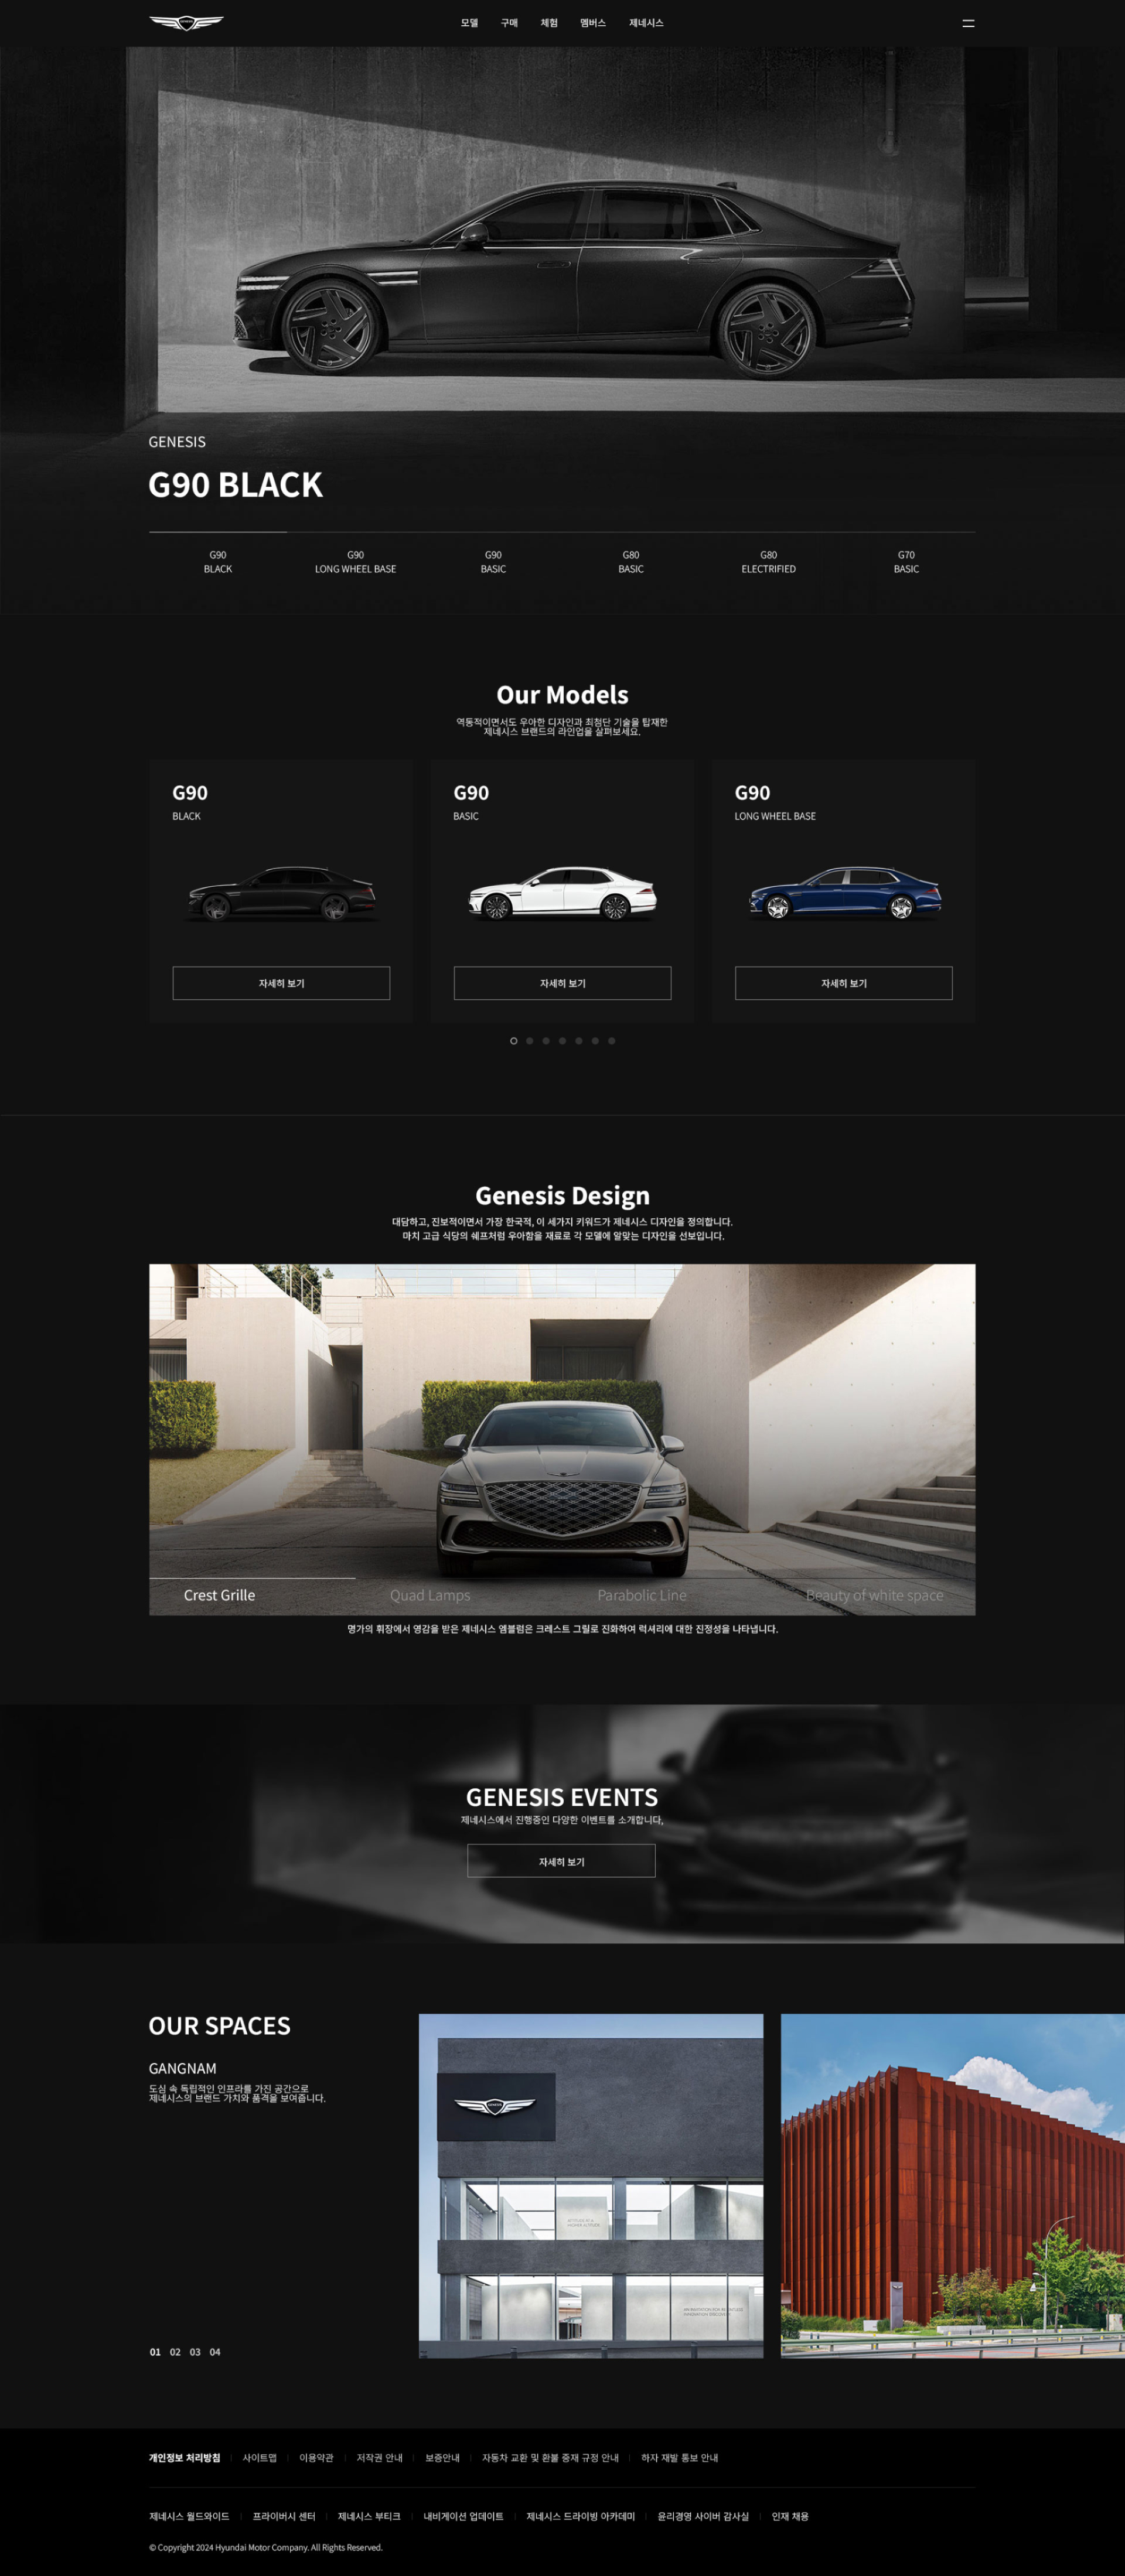 GENESIS
모델
구매
체험
멤버스
제네시스
GENESIS
G90 BLACK
G90
BLACK
G90
LONG WHEEL BASE
G90
BASIC
G80
BASIC
G80
ELECTRIFIED
G70
BASIC
Our Models
역동적이면서도 우아한 디자인과 최첨단 기술을 탑재한
제네시스 브랜드의 라인업을 살펴보세요.
G90
BLACK
자세히 보기
G90
BASIC
자세히 보기
G90
LONG WHEEL BASE
자세히 보기
Genesis Design
대담하고, 진보적이면서 가장 한국적, 이 세가지 키워드가 제네시스 디자인을 정의합니다.
마치 고급 식당의 쉐프처럼 우아함을 재료로 각 모델에 알맞는 디자인을 선보입니다.
Crest Grille
Quad Lamps
Parabolic Line
Beauty of white space
명가의 휘장에서 영감을 받은 제네시스 엠블럼은 크레스트 그릴로 진화하여 럭셔리에 대한 진정성을 나타냅니다.
GENESIS EVENTS
제네시스에서 진행중인 다양한 이벤트를 소개합니다,
자세히 보기
OUR SPACES
GANGNAM
도심 속 독립적인 인프라를 가진 공간으로
제네시스의 브랜드 가치와 품격을 보여줍니다.
GENESIS
01 02 03 04
개인정보 처리방침
사이트맵
이용약관
저작권 안내
보증안내
자동차 교환 및 환불 중재 규정 안내
하자 재발 통보 안내
제네시스 월드와이드
프라이버시 센터
제네시스 부티크
내비게이션 업데이트
제네시스 드라이빙 아카데미
윤리경영 사이버 감사실
인재 채용
© Copyright 2024 Hyundai Motor Company. All Rights Reserved.